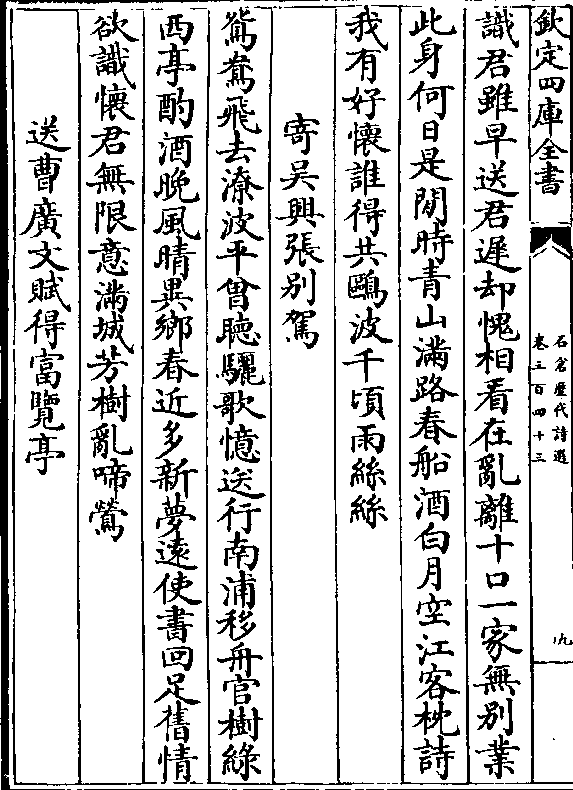 欽定四庫全書
石倉歷代詩選
卷三百四十三
九
識君雖早送君遲却愧相看在亂離十口一家無別業
此身何日是閒時青山滿路春船酒白月空江客枕詩
我有好懷誰得共鷗波千頃雨絲絲
寄吳興張別駕
鴛鴦飛去潦波平曾聽驪歌憶送行南浦移舟官樹綠
西亭酌酒晚風晴異鄉春近多新夢遠使書回足舊情
欲識懷君無限意滿城芳樹亂啼鶯
送曹廣文賦得富覽亭